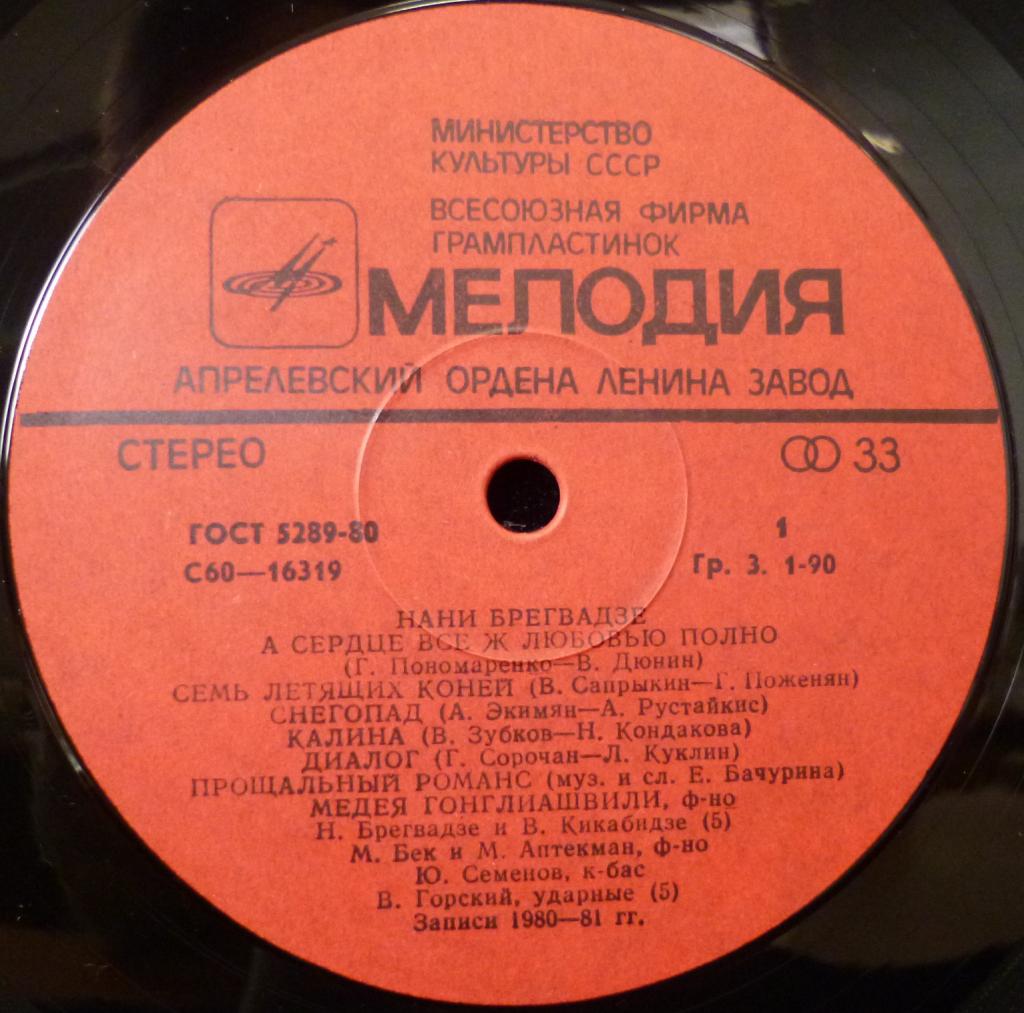 МИНИСТЕРСТВО
КУЛЬТУРЫ СССР
ВСЕСОЮЗНАЯ ФИРМА
ГРАМПЛАСТИНОК
МЕЛОДИЯ
АПРЕЛЕВСКИЙ ОРДЕНА ЛЕНИНА ЗАВОД
СТЕРЕО
33
ГОСТ 5289-80
1
С60—16319
Гр. 3. 1-90
НАНИ БРЕГВАДЗЕ
А СЕРДЦЕ ВСЕ Ж ЛЮБОВЬЮ ПОЛНО
(Г. Пономаренко—В. Дюнин)
СЕМЬ ЛЕТЯЩИХ КОНЕЙ (В. Сапрыкин—Г. Поженян)
СНЕГОПАД (А. Экимян—А. Рустайкис)
КАЛИНА (В. Зубков—Н. Кондакова)
ДИАЛОГ (Г. Сорочан—Л. Куклин)
ПРОЩАЛЬНЫЙ РОМАНС (муз. и сл. Е. Бачурина)
МЕДЕЯ ГОНГЛИАШВИЛИ, ф-но
Н. Брегвадзе и В. Кикабидзе (5)
М. Бек и М. Аптекман, ф-но
Ю. Семенов, к-бас
В. Горский, ударные (5)
Записи 1980—81 гг.